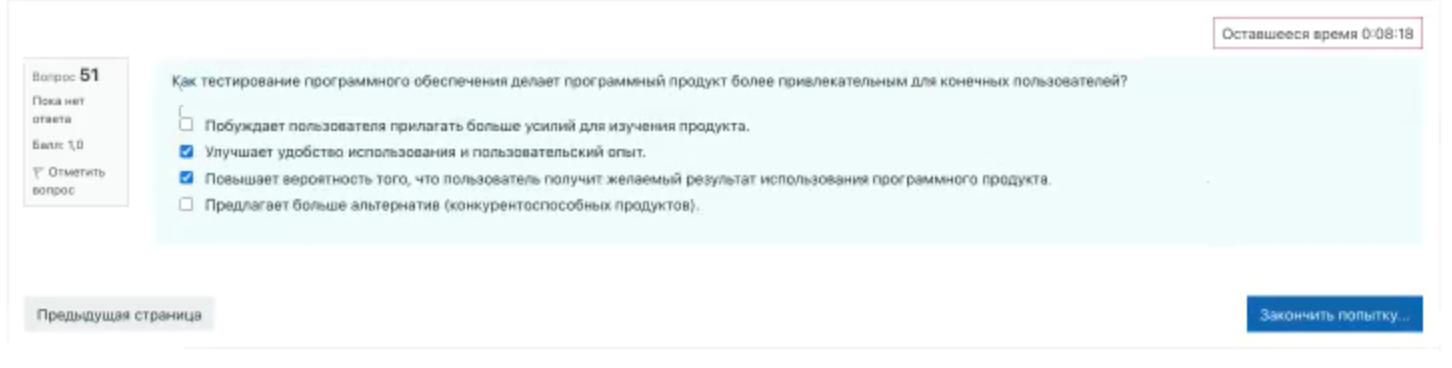 Оставшееся время 0:08:18
Вопрос 51
Пока нет
ответа
Балл: 1,0
Отметить
вопрос
Как тестирование программного обеспечения делает программный продукт более привлекательным для конечных пользователей?
Побуждает пользователя прилагать больше усилий для изучения продукта.
Улучшает удобство использования и пользовательский опыт.
Повышает вероятность того, что пользователь получит желаемый результат использования программного продукта.
Предлагает больше альтернатив (конкурентоспособных продуктов).
Предыдущая страница
Закончить попытку...